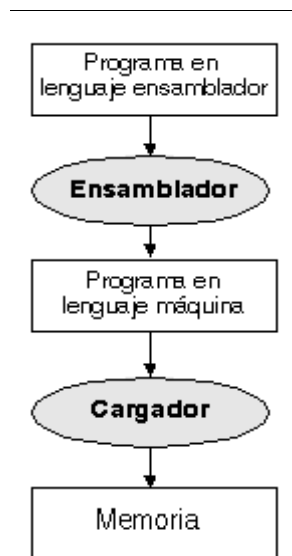 Programa en
lenguaje ensamblador
Ensamblador
Programa en
lenguaje máquina
Cargador
Memoria